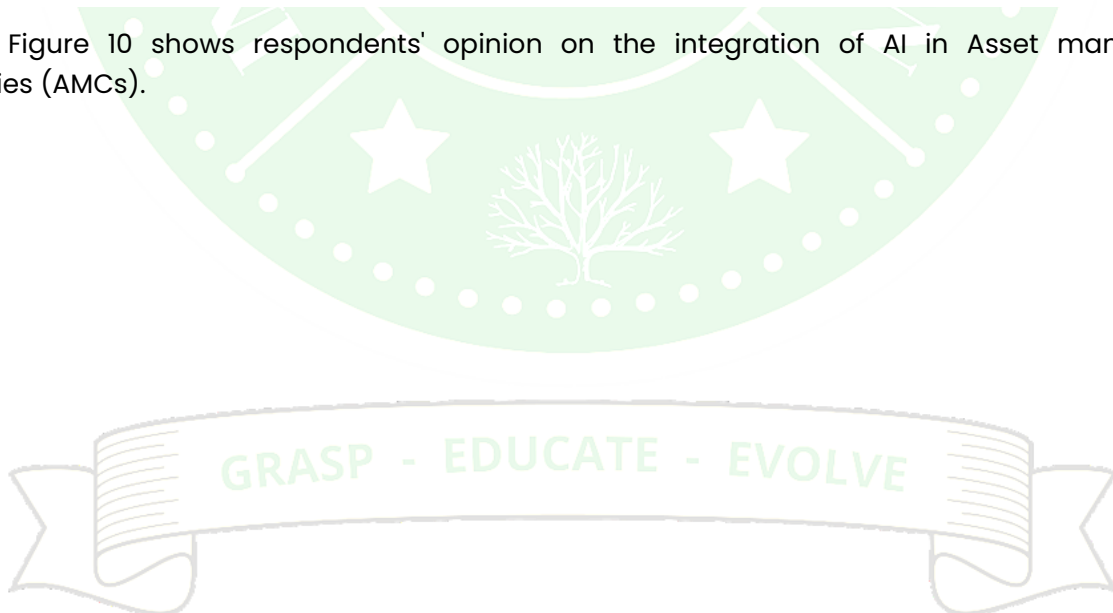 Figure 10 shows respondents' opinion on the integration of AI in Asset man
ies (AMCs).
GRASP - EDUCATE - EVOLVE